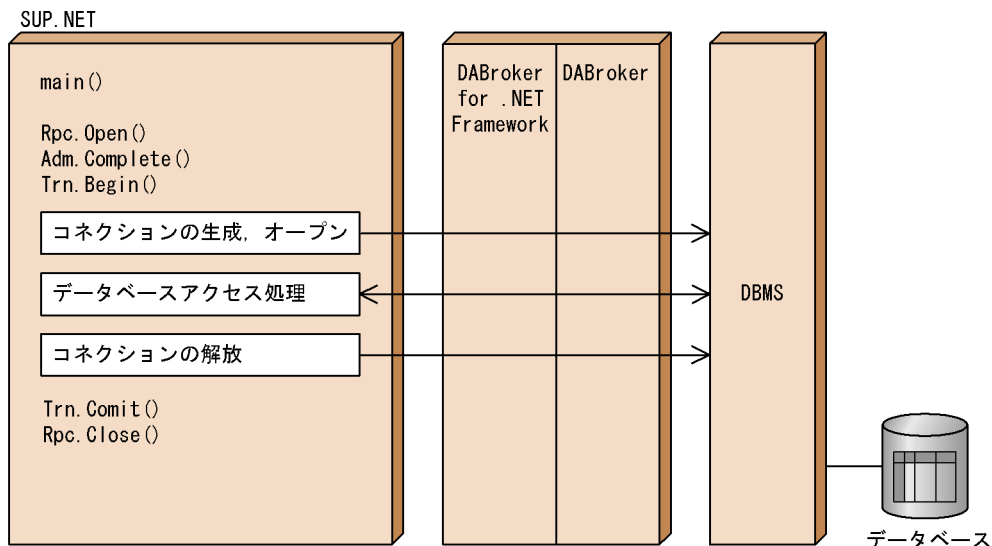 SUP.NET
main()
Rpc.Open()
Adm.Complete()
Trn.Begin()
コネクションの生成，オープン
データベースアクセス処理
コネクションの解放
Trn.Comit()
Rpc.Close()
DABroker
for .NET
Framework
DABroker
DBMS
データベース